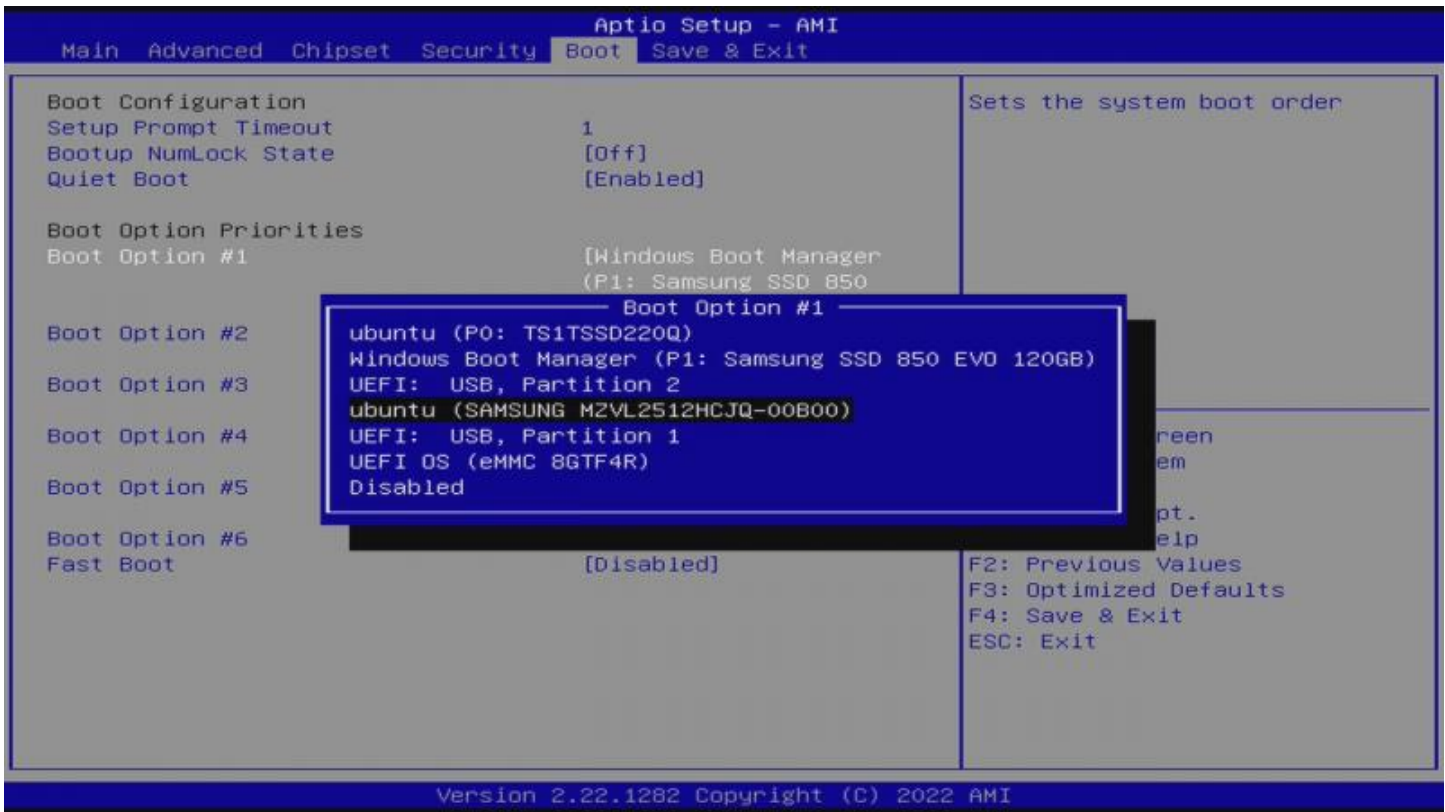 Aptio Setup - AMI
Main Advanced Chipset Security Boot Save & Exit
Boot Configuration
Setup Prompt Timeout 1
Bootup NumLock State [Off]
Quiet Boot [Enabled]
Boot Option Priorities
Boot Option #1 [Windows Boot Manager
(P1: Samsung SSD 850
Boot Option #2
Boot Option #3
Boot Option #4
Boot Option #5
Boot Option #6
Fast Boot [Disabled]
Boot Option #1
ubuntu (P0: TS1TSSD220Q)
Windows Boot Manager (P1: Samsung SSD 850 EVO 120GB)
UEFI: USB, Partition 2
ubuntu (SAMSUNG MZVL2512HCJQ-00B00)
UEFI: USB, Partition 1
UEFI OS (eMMC 8GTF4R)
Disabled
Sets the system boot order
reen
em
pt.
elp
F2: Previous Values
F3: Optimized Defaults
F4: Save & Exit
ESC: Exit
Version 2.22.1282 Copyright (C) 2022 AMI